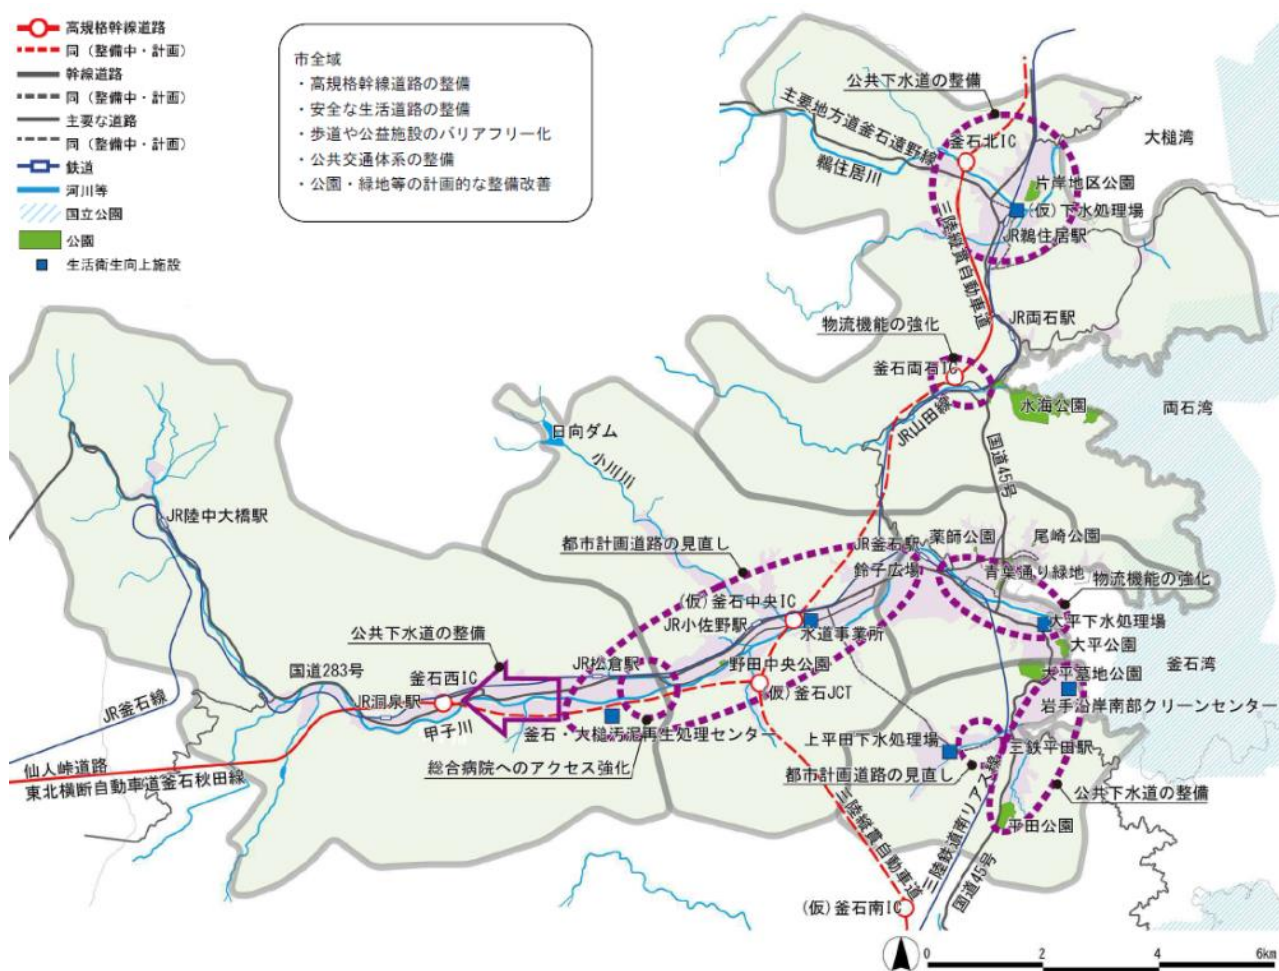 高規格幹線道路
同（整備中・計画）
幹線道路
同（整備中・計画）
主要な道路
同（整備中・計画）
鉄道
河川等
国立公園
公園
生活衛生向上施設
市全域
・高規格幹線道路の整備
・安全な生活道路の整備
・歩道や公益施設のバリアフリー化
・公共交通体系の整備
・公園・緑地等の計画的な整備改善
公共下水道の整備
主要地方道釜石遠野線
釜石北IC
大槌湾
鵜住居川
片岸地区公園
(仮)下水処理場
JR鵜住居駅
三陸縦貫自動車道
物流機能の強化
JR両石駅
釜石両石IC
水海公園
両石湾
JR山田線
国道45号
日向ダム
小川川
JR陸中大橋駅
都市計画道路の見直し
JR釜石駅
薬師公園
尾崎公園
鈴子広場
青葉通り緑地
物流機能の強化
(仮)釜石中央IC
JR小佐野駅
水道事業所
大平下水処理場
公共下水道の整備
大平公園
JR松倉駅
野田中央公園
釜石湾
国道283号
釜石西IC
大平墓地公園
(仮)釜石JCT
JR洞泉駅
岩手沿岸南部クリーンセンター
JR釜石線
甲子川
釜石・大槌汚泥再生処理センター
上平田下水処理場
三鉄平田駅
仙人峠道路
総合病院へのアクセス強化
都市計画道路の見直し
東北横断自動車道釜石秋田線
公共下水道の整備
三陸縦貫自動車道
三陸鉄道南リアス線
平田公園
国道45号
(仮)釜石南IC
0 2 4 6km